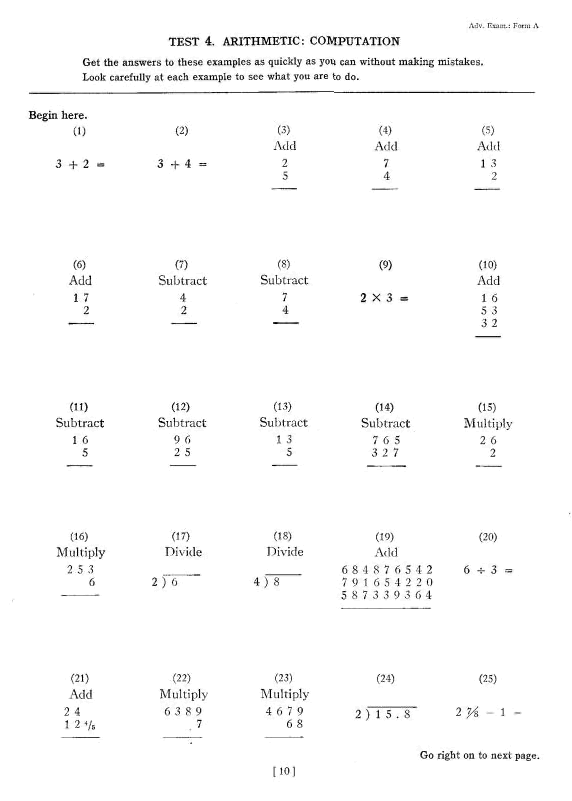 Adv. Exam.: Form A
TEST 4. ARITHMETIC: COMPUTATION
Get the answers to these examples as quickly as you can without making mistakes.
Look carefully at each example to see what you are to do.
Begin here.
(1) (2) (3) (4) (5)
Add Add Add
3 + 2 = 3 + 4 = 2 7 1 3
5 4 2
(6) (7) (8) (9) (10)
Add Subtract Subtract Add
1 7 4 7 2 × 3 = 1 6
2 2 4 5 3
3 2
(11) (12) (13) (14) (15)
Subtract Subtract Subtract Subtract Multiply
1 6 9 6 1 3 7 6 5 2 6
5 2 5 5 3 2 7 2
(16) (17) (18) (19) (20)
Multiply Divide Divide Add
2 5 3 6 8 4 8 7 6 5 4 2
6 2 ) 6 4 ) 8 7 9 1 6 5 4 2 2 0 6 ÷ 3 =
5 8 7 3 3 9 3 6 4
(21) (22) (23) (24) (25)
Add Multiply Multiply
2 4 6 3 8 9 4 6 7 9 2 ) 1 5 . 8 2 7/8 − 1 =
1 2 4/5 7 6 8
Go right on to next page.
[ 10 ]